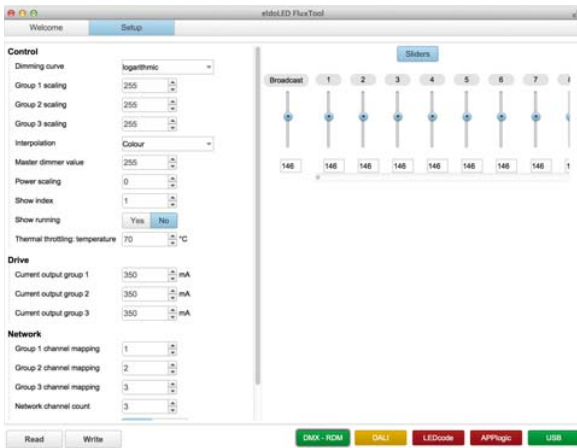 eldoLED FluxTool
Welcome Setup
Control
Dimming curve logarithmic
Group 1 scaling 255
Group 2 scaling 255
Group 3 scaling 255
Interpolation Colour
Master dimmer value 255
Power scaling 0
Show index 1
Show running Yes No
Thermal throttling: temperature 70 °C
Drive
Current output group 1 350 mA
Current output group 2 350 mA
Current output group 3 350 mA
Network
Group 1 channel mapping 1
Group 2 channel mapping 2
Group 3 channel mapping 3
Network channel count 3
Sliders
Broadcast 1 2 3 4 5 6 7
146 146 146 146 146 146 146 146
Read Write DMX - RDM DALI LEDcode APPlogic USB